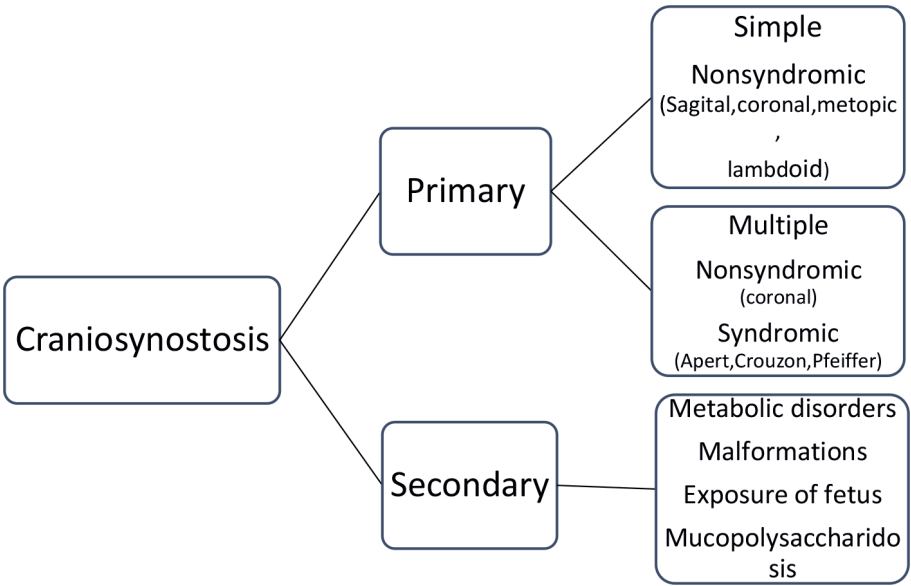 Craniosynostosis
Primary
Simple
Nonsyndromic
(Sagital,coronal,metopic
,
lambdoid)
Multiple
Nonsyndromic
(coronal)
Syndromic
(Apert,Crouzon,Pfeiffer)
Secondary
Metabolic disorders
Malformations
Exposure of fetus
Mucopolysaccharido
sis